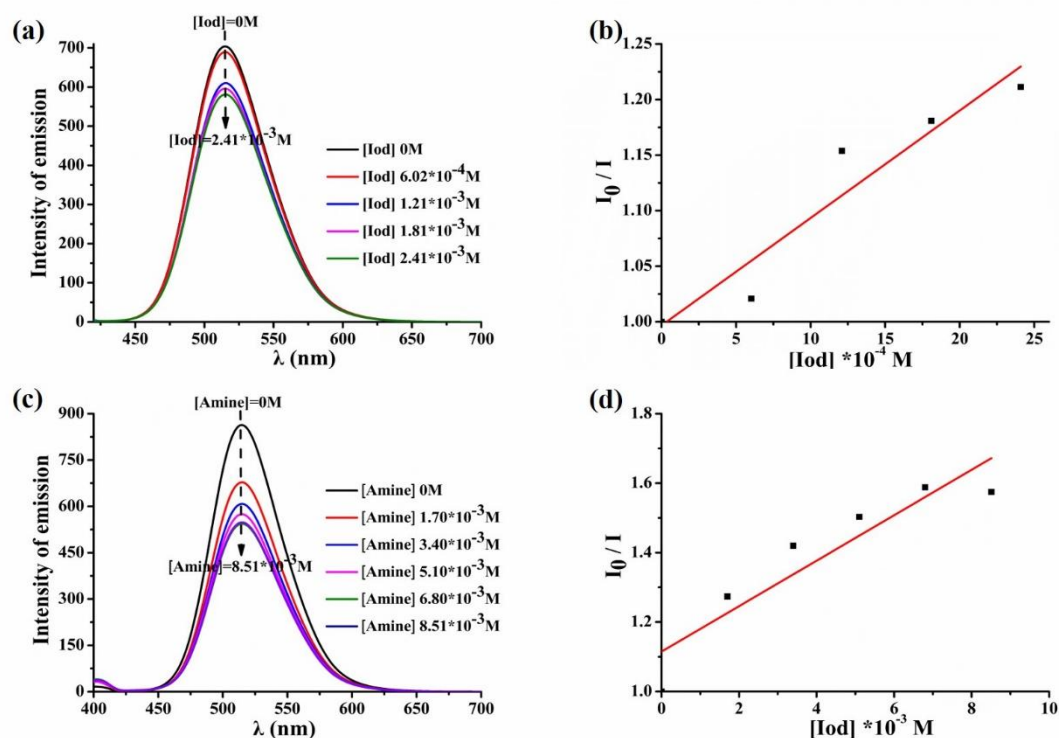 (a)
[Iod]=0M
700
600
500
400
300
200
100
0
450 500 550 600 650 700
λ (nm)
Intensity of emission
[Iod]=2.41*10-3M
[Iod] 0M
[Iod] 6.02*10-4M
[Iod] 1.21*10-3M
[Iod] 1.81*10-3M
[Iod] 2.41*10-3M
(b)
1.25
1.20
1.15
1.10
1.05
1.00
0 5 10 15 20 25
[Iod] *10-4 M
I0 / I
(c)
[Amine]=0M
900
750
600
450
300
150
0
400 450 500 550 600 650 700
λ (nm)
Intensity of emission
[Amine]=8.51*10-3M
[Amine] 0M
[Amine] 1.70*10-3M
[Amine] 3.40*10-3M
[Amine] 5.10*10-3M
[Amine] 6.80*10-3M
[Amine] 8.51*10-3M
(d)
1.8
1.6
1.4
1.2
1.0
0 2 4 6 8 10
[Iod] *10-3 M
I0 / I